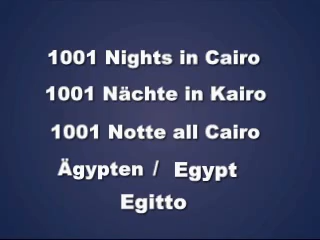 1001 Nights in Cairo
1001 Nächte in Kairo
1001 Notte all Cairo
Ägypten / Egypt
Egitto